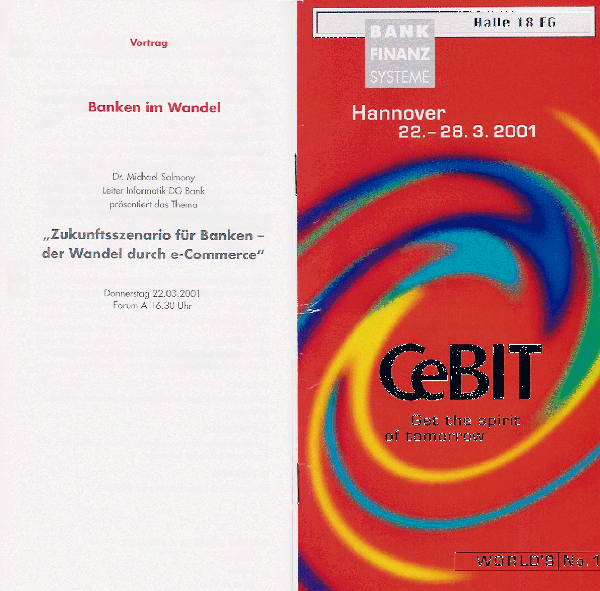 Vortrag
Banken im Wandel
Dr. Michael Salmony
Leiter Informatik DG Bank
präsentiert das Thema
„Zukunftsszenario für Banken –
der Wandel durch e-Commerce“
Donnerstag 22.03.2001
Forum A 16.30 Uhr
Halle 18 EG
BANK
FINANZ
SYSTEME
Hannover
22.– 28. 3. 2001
CeBIT
Get the spirit
of tomorrow
WORLD'S No. 1